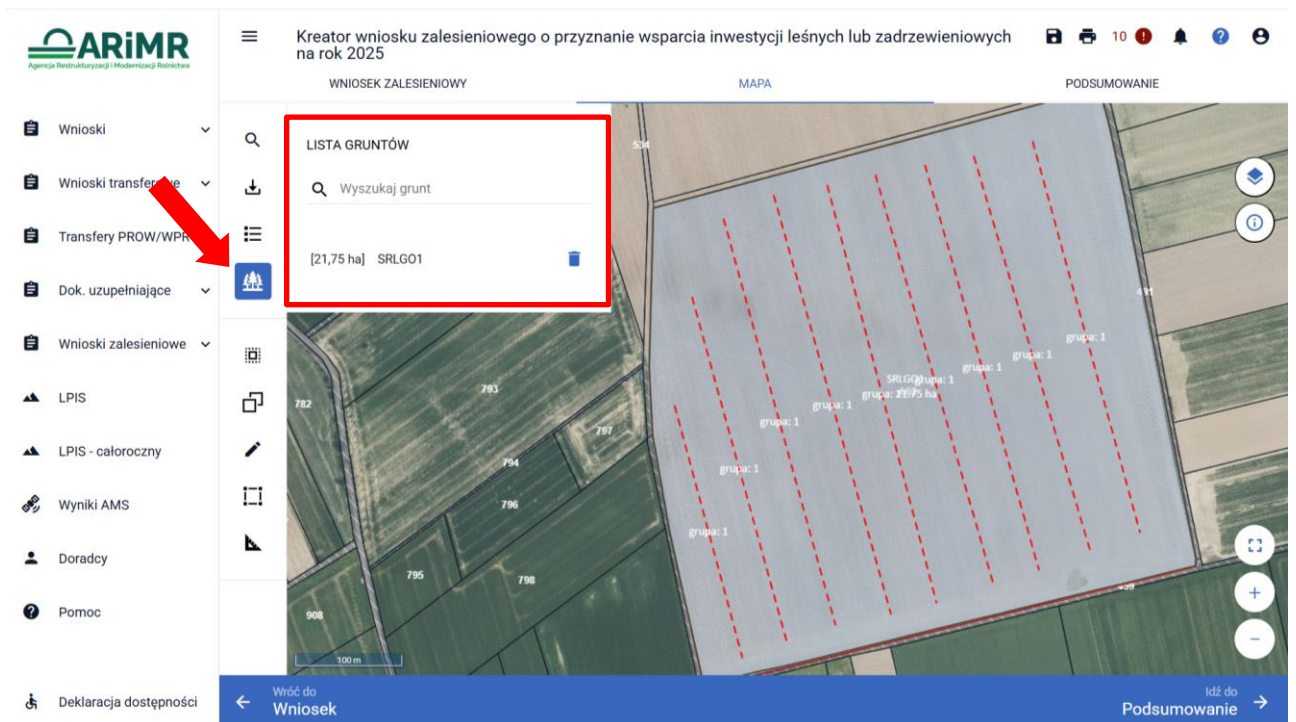 ARiMR
Agencja Restrukturyzacji i Modernizacji Rolnictwa
Kreator wniosku zalesieniowego o przyznanie wsparcia inwestycji leśnych lub zadrzewieniowych
na rok 2025
10
WNIOSEK ZALESIENIOWY
MAPA
PODSUMOWANIE
Wnioski
Wnioski transferowe
Transfery PROW/WPR
Dok. uzupełniające
Wnioski zalesieniowe
LPIS
LPIS - całoroczny
Wyniki AMS
Doradcy
Pomoc
Deklaracja dostępności
LISTA GRUNTÓW
Wyszukaj grunt
[21,75 ha] SRLGO1
534
491
grupa: 1
grupa: 1
grupa: 1
SRLGO1
grupa: 1
grupa: 1
grupa: 1
grupa: 1
grupa: 1
793
782
797
794
796
795
798
908
100 m
Wróć do
Wniosek
Idź do
Podsumowanie